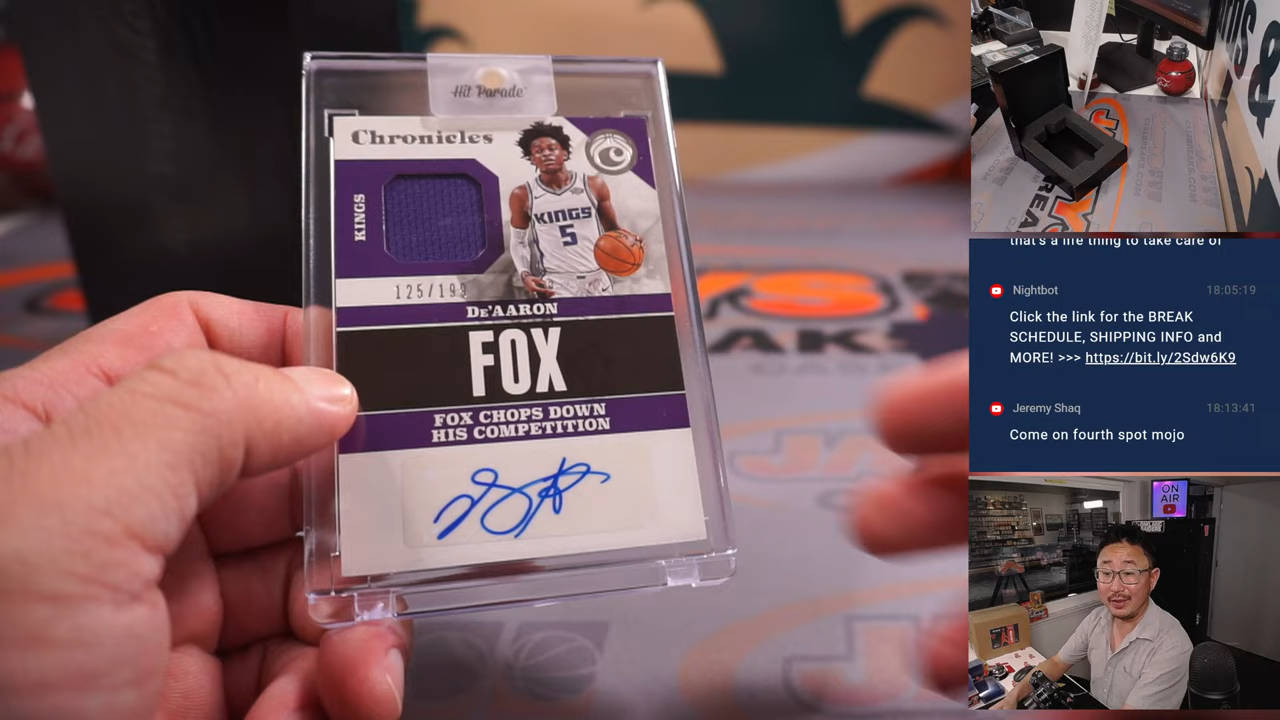 Hit Parade
Chronicles
C
KINGS
KINGS
5
125/199
DE'AARON
FOX
FOX CHOPS DOWN
HIS COMPETITION
that's a life thing to take care of
Nightbot
18:05:19
Click the link for the BREAK
SCHEDULE, SHIPPING INFO and
MORE! >>> https://bit.ly/2Sdw6K9
Jeremy Shaq
18:13:41
Come on fourth spot mojo
ON
AIR